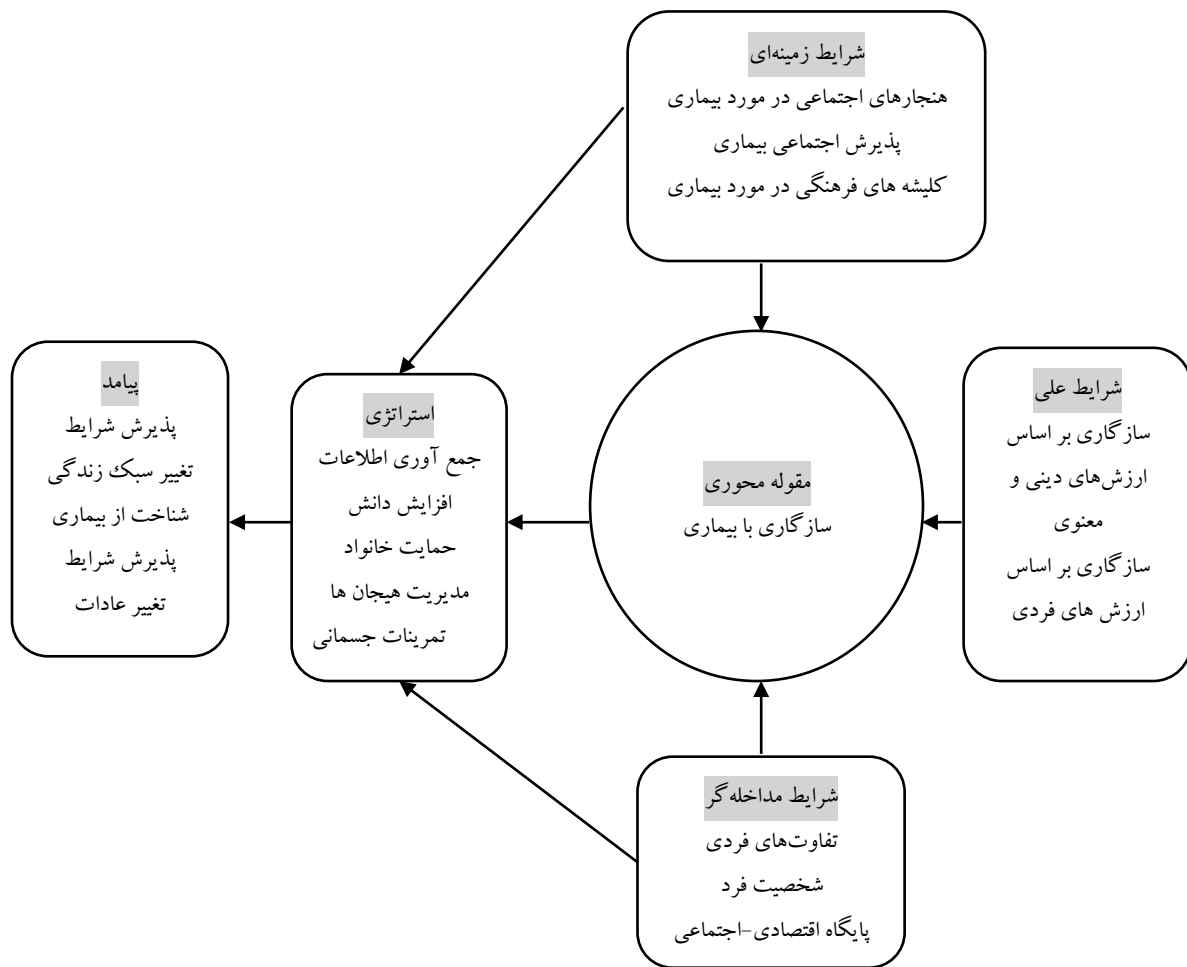 شرایط زمینه‌ای
هنجارهای اجتماعی در مورد بیماری
پذیرش اجتماعی بیماری
کلیشه های فرهنگی در مورد بیماری
شرایط علی
سازگاری بر اساس
ارزش‌های دینی و
معنوی
سازگاری بر اساس
ارزش های فردی
مقوله محوری
سازگاری با بیماری
استراتژی
جمع آوری اطلاعات
افزایش دانش
حمایت خانواد
مدیریت هیجان ها
تمرینات جسمانی
پیامد
پذیرش شرایط
تغییر سبک زندگی
شناخت از بیماری
پذیرش شرایط
تغییر عادات
شرایط مداخله‌گر
تفاوت‌های فردی
شخصیت فرد
پایگاه اقتصادی–اجتماعی